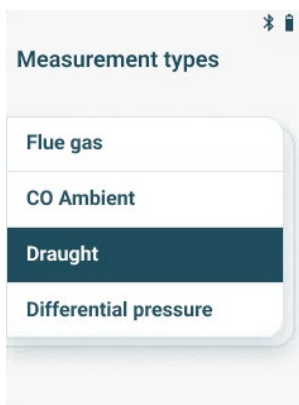 Measurement types
Flue gas
CO Ambient
Draught
Differential pressure